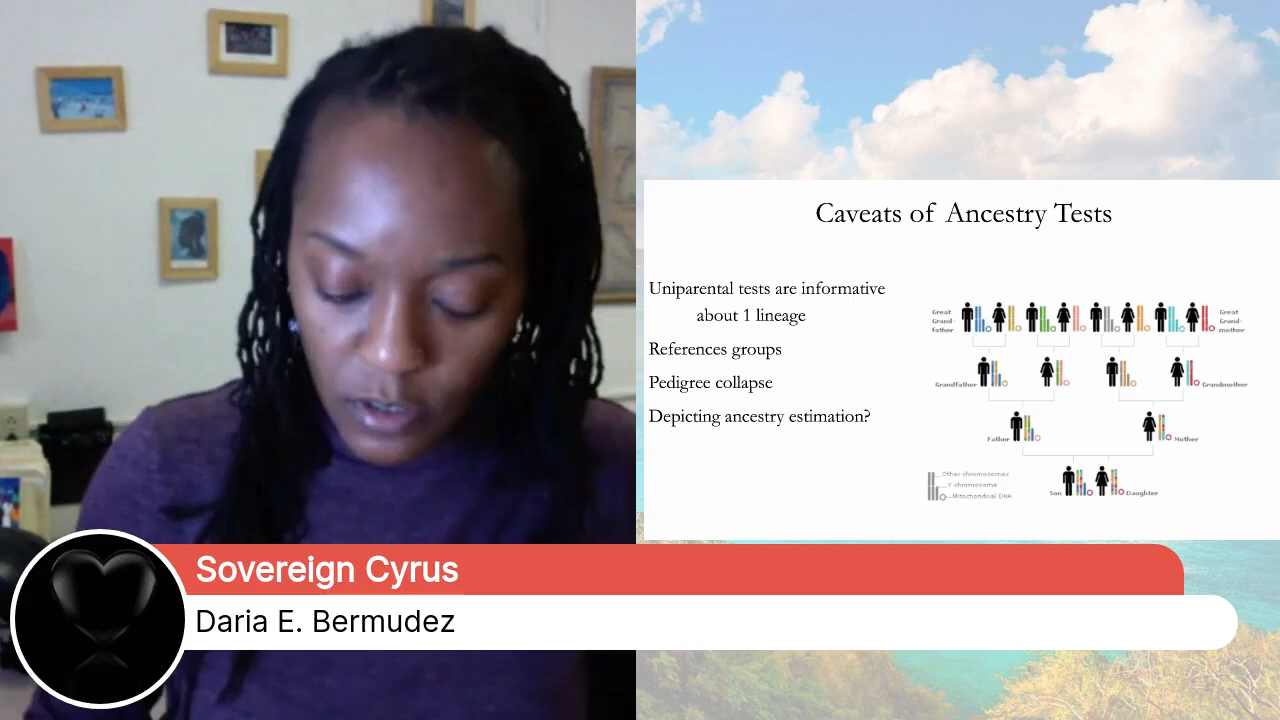 Caveats of Ancestry Tests
Uniparental tests are informative
about 1 lineage
References groups
Pedigree collapse
Depicting ancestry estimation?
Great
Grand-
father
Great
Grand-
mother
Grandfather
Grandmother
Father
Mother
Other chromosomes
Y chromosome
Mitochondrial DNA
Son
Daughter
Sovereign Cyrus
Daria E. Bermudez